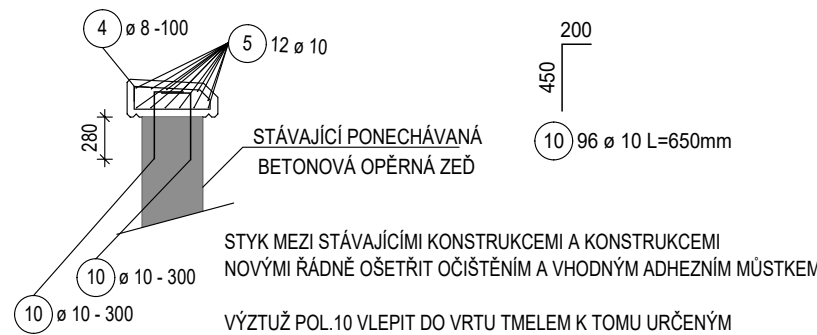 4 ø 8 -100
5 12 ø 10
200
450
280
STÁVAJÍCÍ PONECHÁVANÁ
BETONOVÁ OPĚRNÁ ZEĎ
10 96 ø 10 L=650mm
STYK MEZI STÁVAJÍCÍMI KONSTRUKCEMI A KONSTRUKCEMI
NOVÝMI ŘÁDNĚ OŠETŘIT OČIŠTĚNÍM A VHODNÝM ADHEZNÍM MŮSTKEM
10 ø 10 - 300
10 ø 10 - 300
VÝZTUŽ POL.10 VLEPIT DO VRTU TMELEM K TOMU URČENÝM